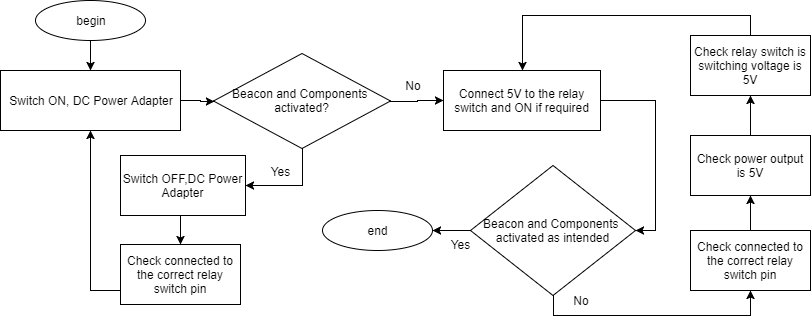 begin
Switch ON, DC Power Adapter
Beacon and Components
activated?
No
Connect 5V to the relay
switch and ON if required
Check relay switch is
switching voltage is
5V
Check power output
is 5V
Yes
Switch OFF,DC Power
Adapter
Check connected to
the correct relay
switch pin
end
Yes
Beacon and Components
activated as intended
No
Check connected to
the correct relay
switch pin